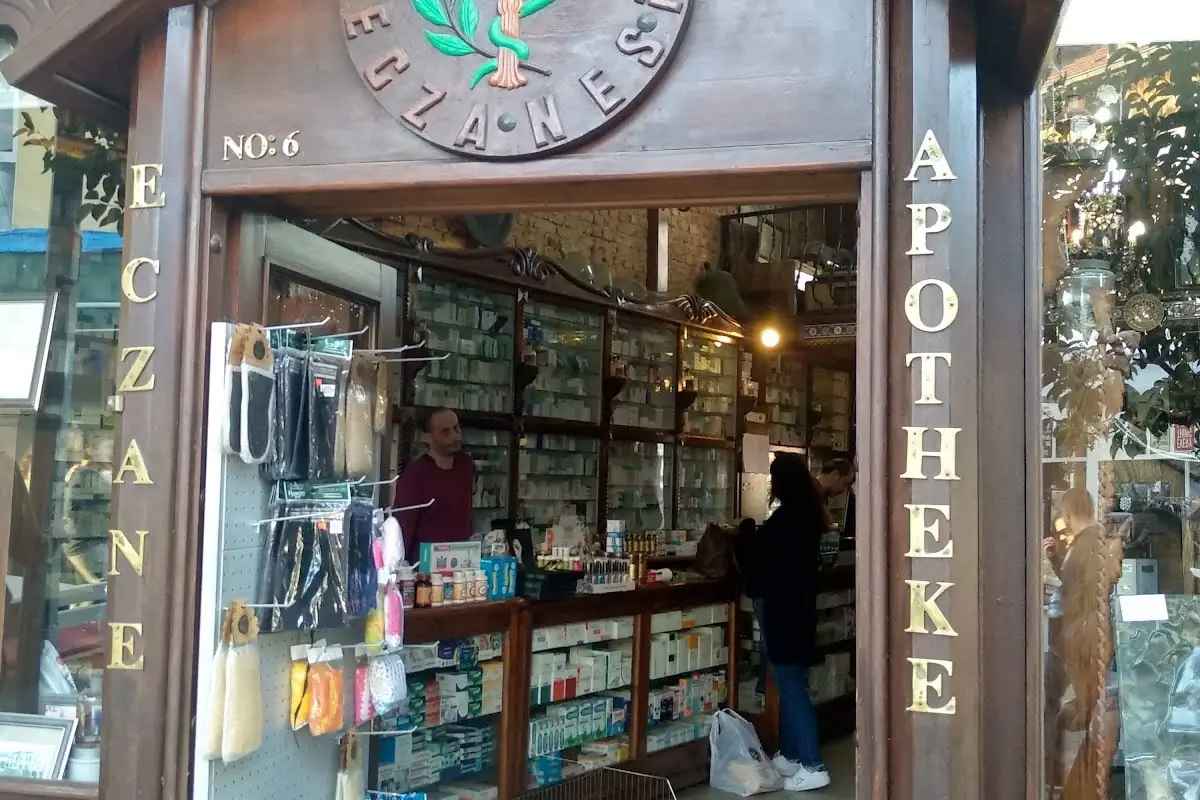 ECZANESİ
NO: 6
ECZANE
APOTHEKE